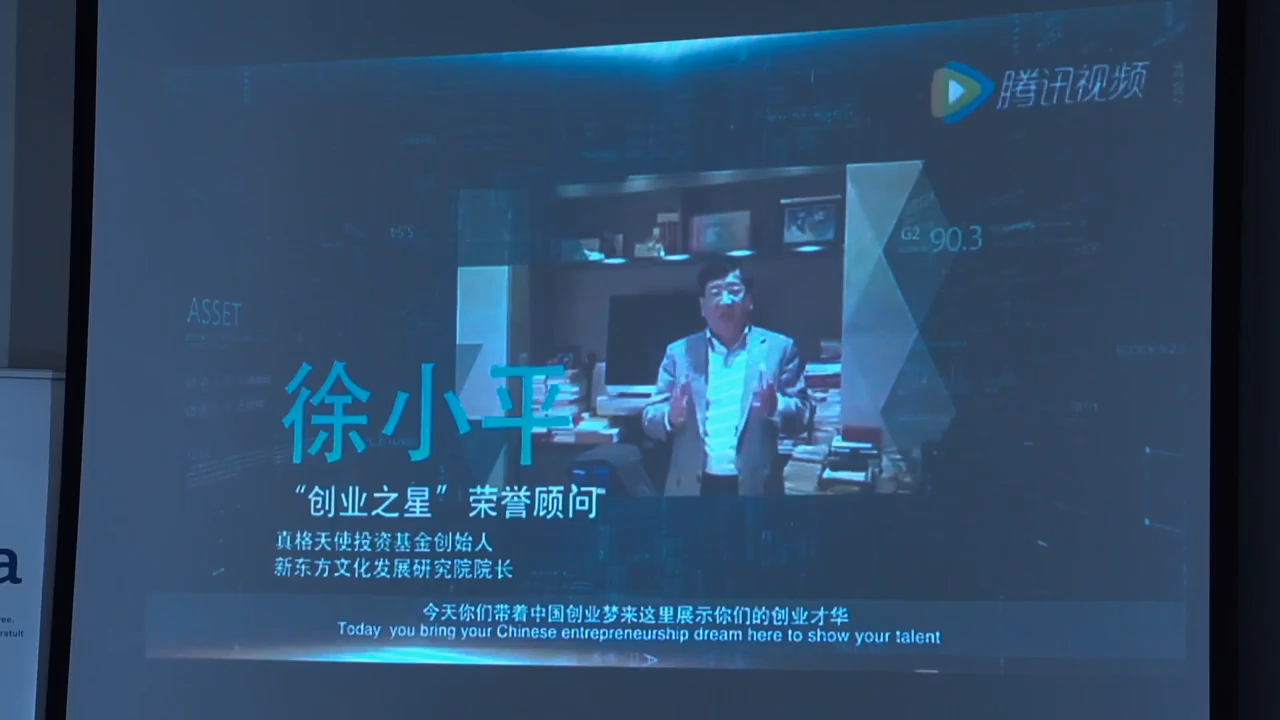 腾讯视频
G2 90.3
ASSET
徐小平
“创业之星”荣誉顾问
真格天使投资基金创始人
新东方文化发展研究院院长
今天你们带着中国创业梦来这里展示你们的创业才华
Today you bring your Chinese entrepreneurship dream here to show your talent
a